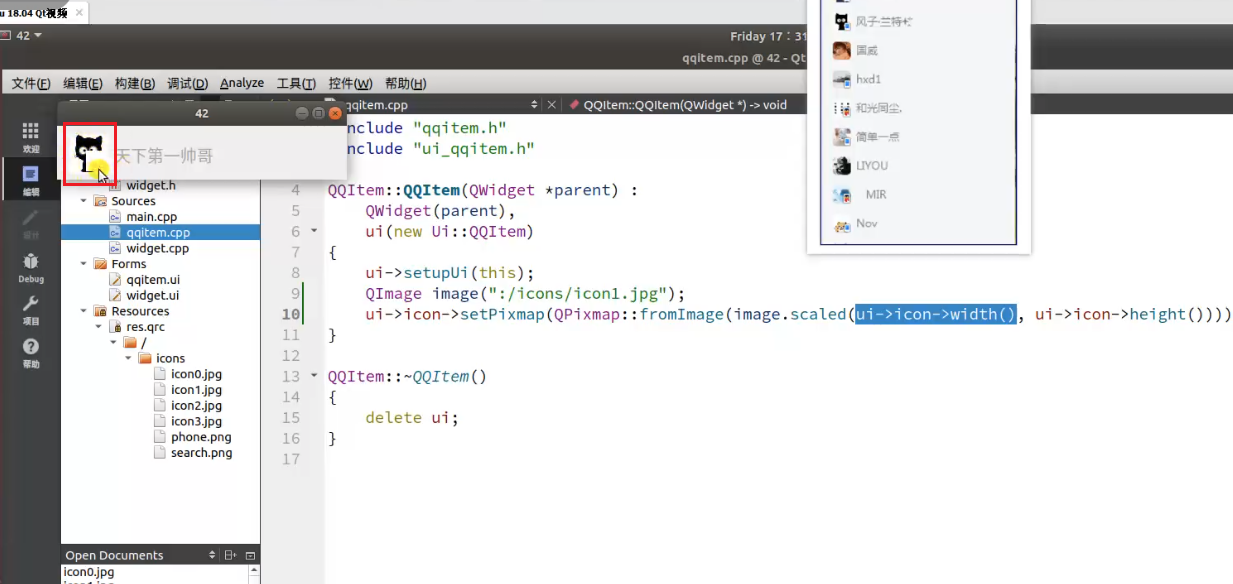 u 18.04 Qt视频
42
Friday 17：31
qqitem.cpp @ 42 - Qt
文件(F) 编辑(E) 构建(B) 调试(D) Analyze 工具(T) 控件(W) 帮助(H)
qqitem.cpp
QQItem::QQItem(QWidget *) -> void
42
天下第一帅哥
欢迎
编辑
设计
Debug
项目
帮助
widget.h
Sources
main.cpp
qqitem.cpp
widget.cpp
Forms
qqitem.ui
widget.ui
Resources
res.qrc
/
icons
icon0.jpg
icon1.jpg
icon2.jpg
icon3.jpg
phone.png
search.png
Open Documents
icon0.jpg
include "qqitem.h"
include "ui_qqitem.h"
4 QQItem::QQItem(QWidget *parent) :
5 QWidget(parent),
6 ui(new Ui::QQItem)
7 {
8 ui->setupUi(this);
9 QImage image(":/icons/icon1.jpg");
10 ui->icon->setPixmap(QPixmap::fromImage(image.scaled(ui->icon->width(), ui->icon->height())))
11 }
12
13 QQItem::~QQItem()
14 {
15 delete ui;
16 }
17
国威
hxd1
和光同尘.
简单一点
LIYOU
MIR
Nov